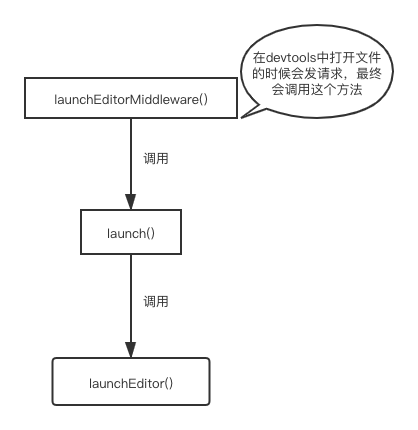 在devtools中打开文件
的时候会发请求，最终
会调用这个方法
launchEditorMiddleware()
调用
launch()
调用
launchEditor()